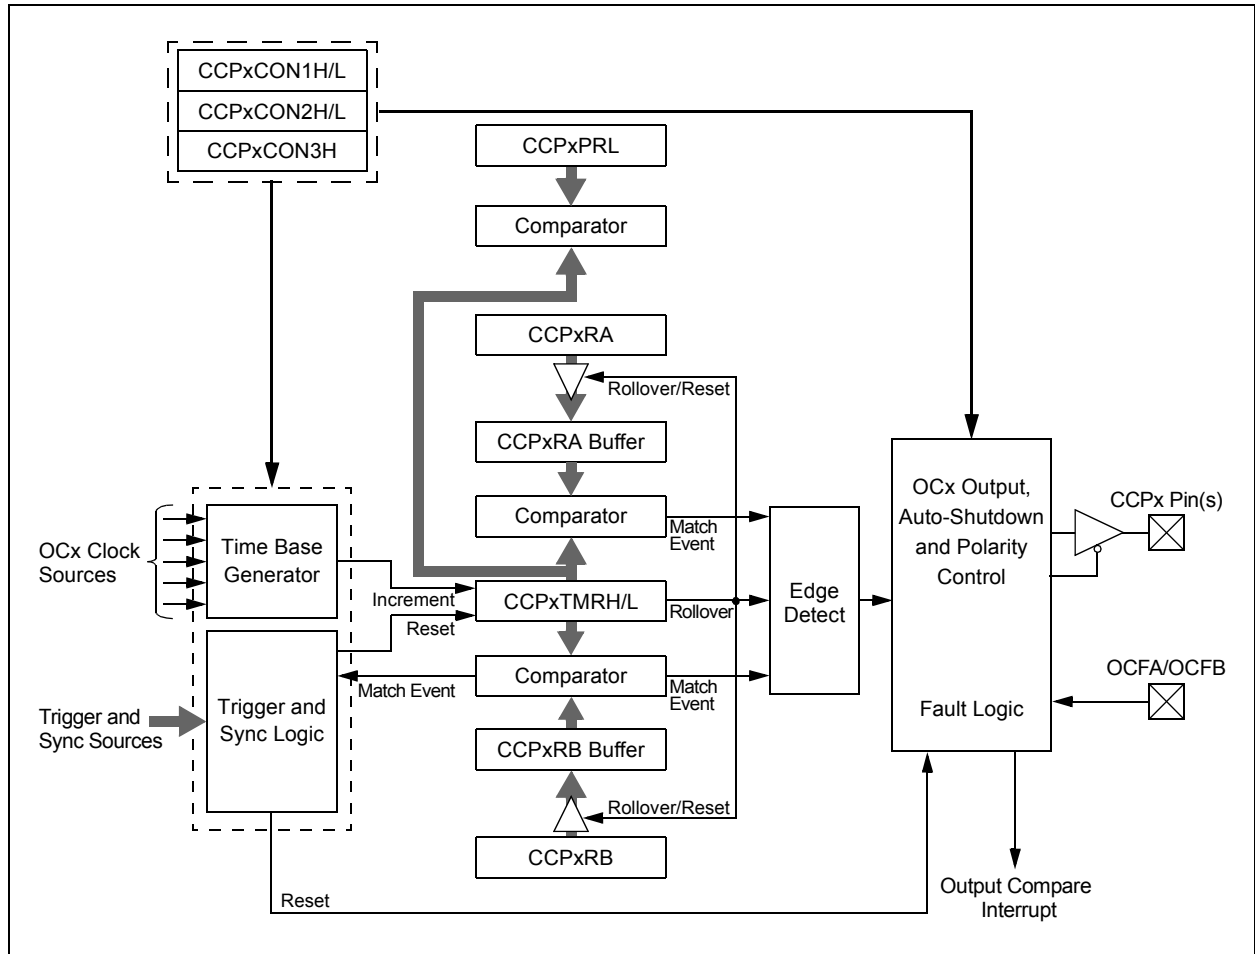 CCPxCON1H/L
CCPxCON2H/L
CCPxCON3H
CCPxPRL
Comparator
CCPxRA
Rollover/Reset
CCPxRA Buffer
Comparator
Match
Event
OCx Clock
Sources
Time Base
Generator
Increment
Reset
CCPxTMRH/L
Rollover
Edge
Detect
OCx Output,
Auto-Shutdown
and Polarity
Control
Fault Logic
CCPx Pin(s)
OCFA/OCFB
Trigger and
Sync Sources
Trigger and
Sync Logic
Match Event
Comparator
Match
Event
CCPxRB Buffer
Rollover/Reset
CCPxRB
Reset
Output Compare
Interrupt